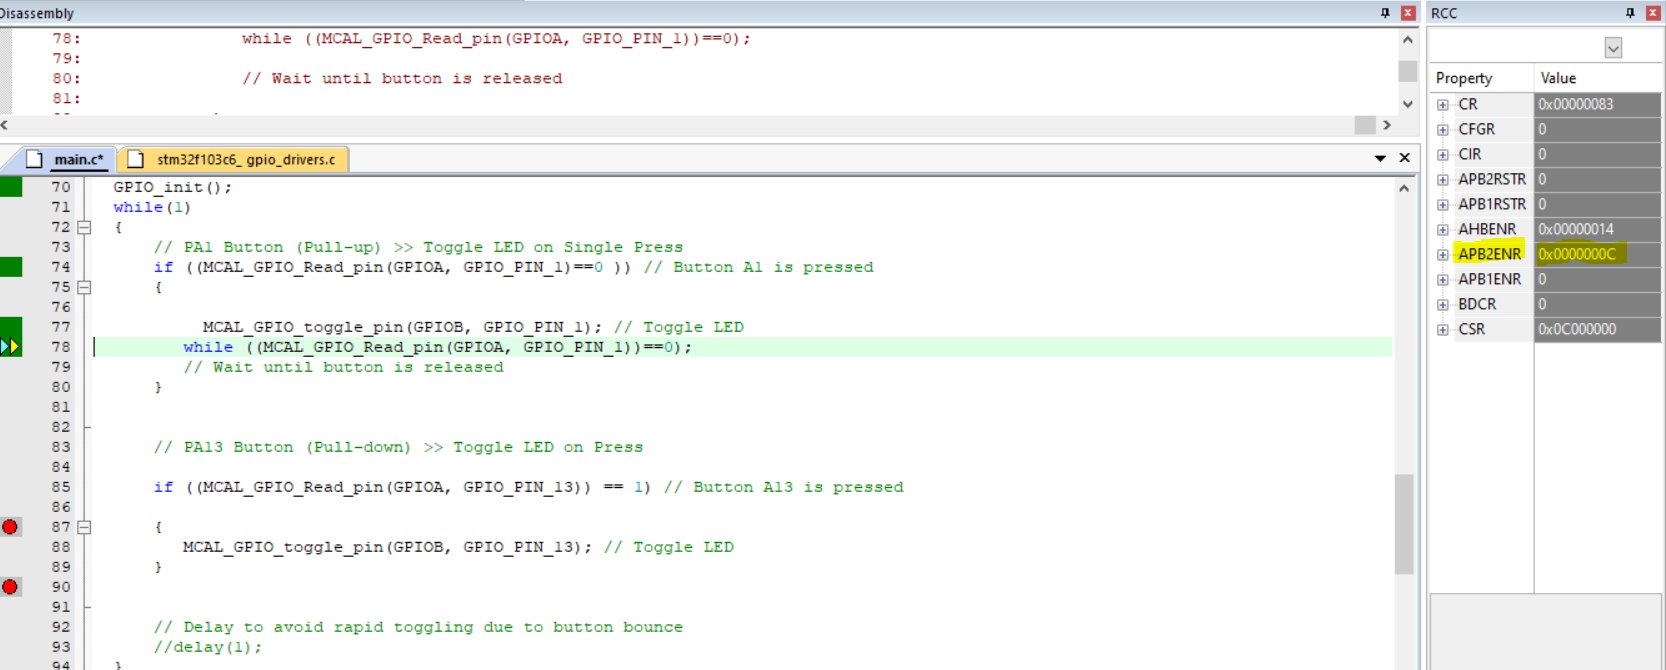 Disassembly
78: while ((MCAL_GPIO_Read_pin(GPIOA, GPIO_PIN_1))==0);
79:
80: // Wait until button is released
81:
main.c*
stm32f103c6_ gpio_drivers.c
70 GPIO_init();
71 while(1)
72 {
73 // PA1 Button (Pull-up) >> Toggle LED on Single Press
74 if ((MCAL_GPIO_Read_pin(GPIOA, GPIO_PIN_1)==0 )) // Button A1 is pressed
75 {
76
77 MCAL_GPIO_toggle_pin(GPIOB, GPIO_PIN_1); // Toggle LED
78 while ((MCAL_GPIO_Read_pin(GPIOA, GPIO_PIN_1))==0);
79 // Wait until button is released
80 }
81
82
83 // PA13 Button (Pull-down) >> Toggle LED on Press
84
85 if ((MCAL_GPIO_Read_pin(GPIOA, GPIO_PIN_13)) == 1) // Button A13 is pressed
86
87 {
88 MCAL_GPIO_toggle_pin(GPIOB, GPIO_PIN_13); // Toggle LED
89 }
90
91
92 // Delay to avoid rapid toggling due to button bounce
93 //delay(1);
94 }
RCC
Property Value
CR 0x00000083
CFGR 0
CIR 0
APB2RSTR 0
APB1RSTR 0
AHBENR 0x00000014
APB2ENR 0x0000000C
APB1ENR 0
BDCR 0
CSR 0x0C000000